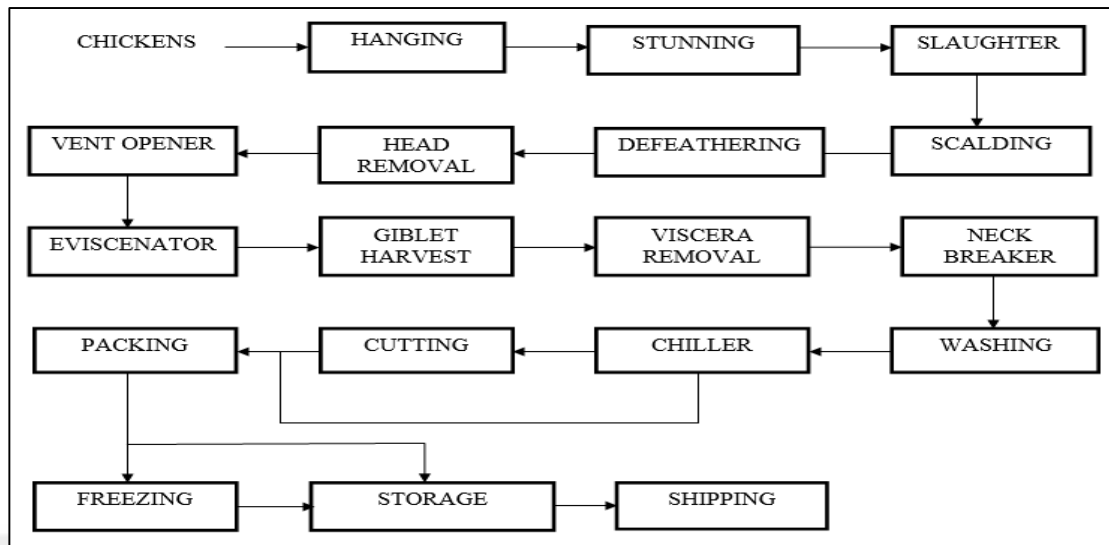 CHICKENS
HANGING
STUNNING
SLAUGHTER
VENT OPENER
HEAD
REMOVAL
DEFEATHERING
SCALDING
EVISCENATOR
GIBLET
HARVEST
VISCERA
REMOVAL
NECK
BREAKER
PACKING
CUTTING
CHILLER
WASHING
FREEZING
STORAGE
SHIPPING